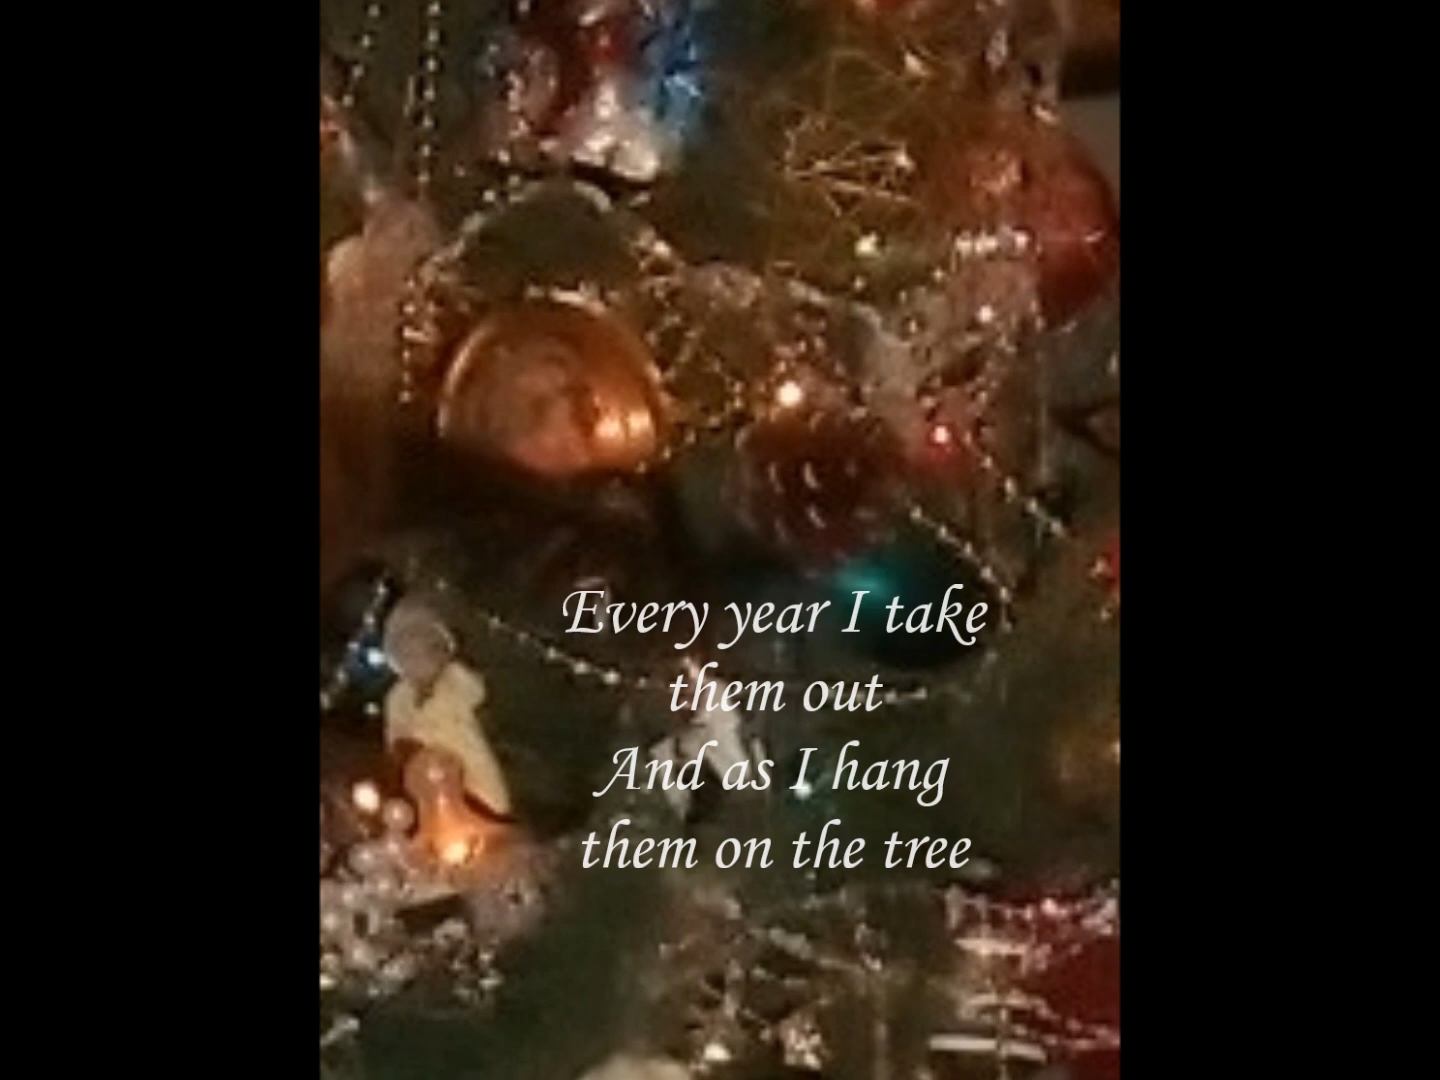 Every year I take
them out
And as I hang
them on the tree